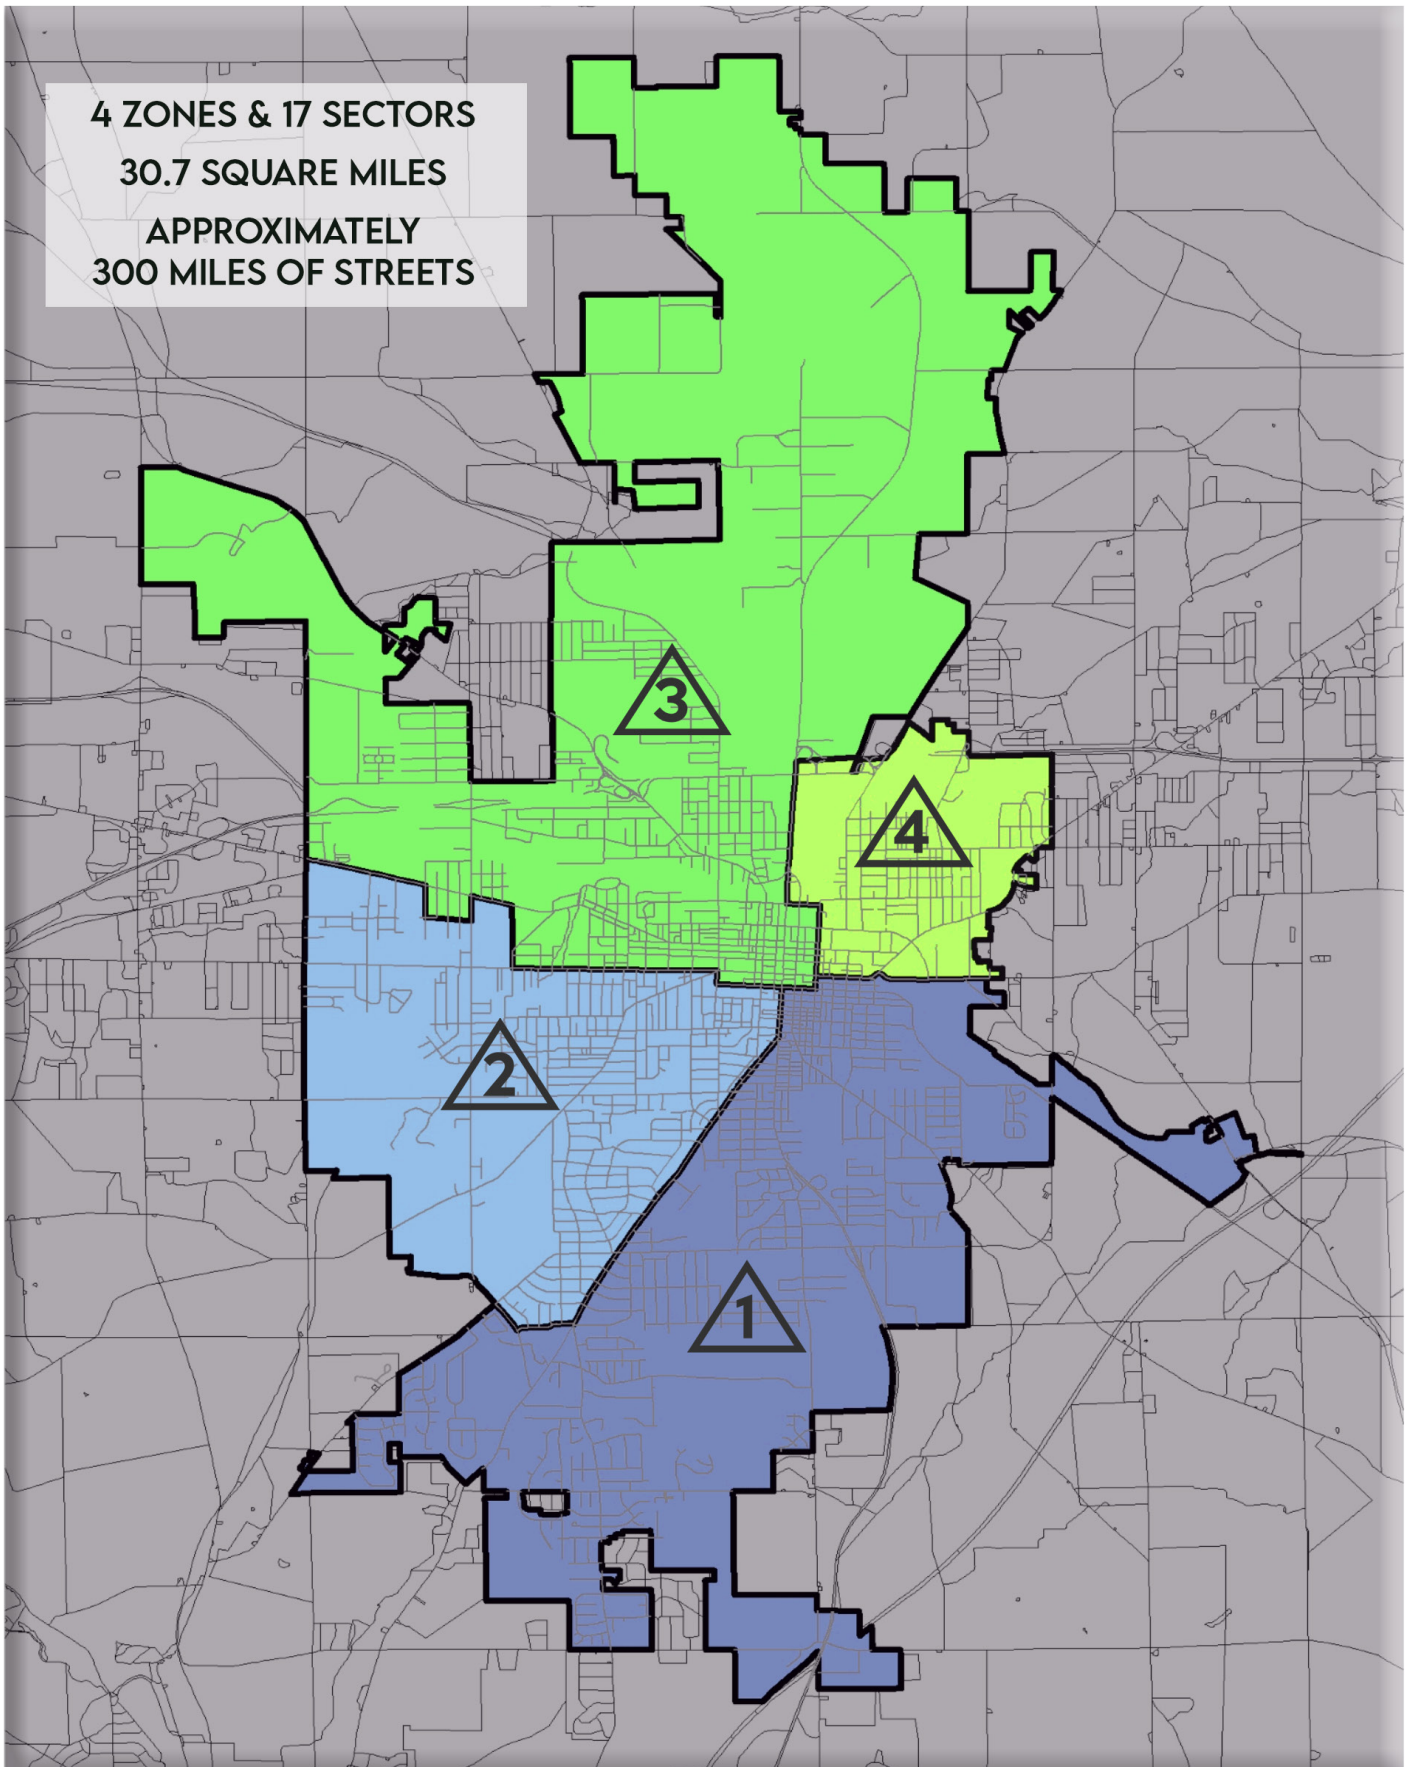 4 ZONES & 17 SECTORS
30.7 SQUARE MILES
APPROXIMATELY
300 MILES OF STREETS
3
4
2
1